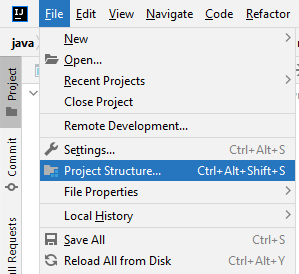 IJ File Edit View Navigate Code Refactor
java
Project
Commit
ull Requests
New
Open...
Recent Projects
Close Project
Remote Development...
Settings... Ctrl+Alt+S
Project Structure... Ctrl+Alt+Shift+S
File Properties
Local History
Save All Ctrl+S
Reload All from Disk Ctrl+Alt+Y